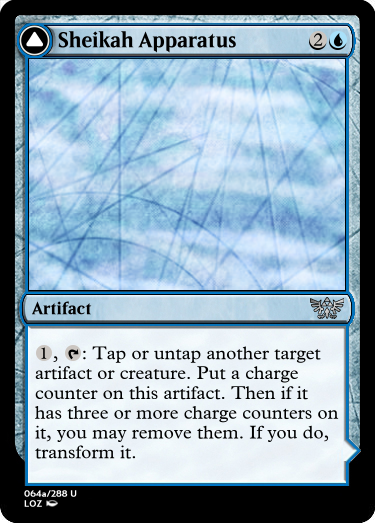 Sheikah Apparatus 2
Artifact
1, : Tap or untap another target
artifact or creature. Put a charge
counter on this artifact. Then if it
has three or more charge counters on
it, you may remove them. If you do,
transform it.
064a/288 U
LOZ